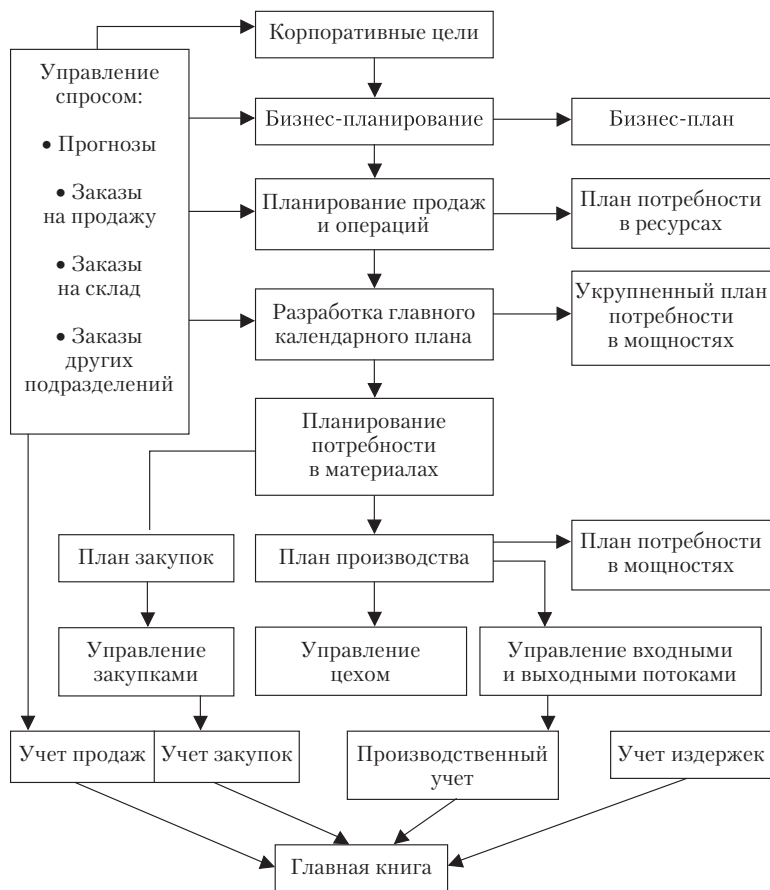 Корпоративные цели
Управление
спросом:
• Прогнозы
• Заказы
на продажу
• Заказы
на склад
• Заказы
других
подразделений
Бизнес-планирование
Бизнес-план
Планирование продаж
и операций
План потребности
в ресурсах
Разработка главного
календарного плана
Укрупненный план
потребности
в мощностях
Планирование
потребности
в материалах
План закупок
План производства
План потребности
в мощностях
Управление
закупками
Управление
цехом
Управление входными
и выходными потоками
Учет продаж
Учет закупок
Производственный
учет
Учет издержек
Главная книга